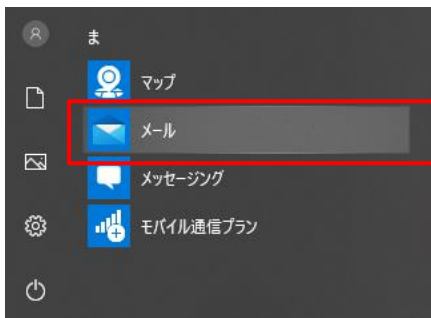 ま
マップ
メール
メッセージング
モバイル通信プラン